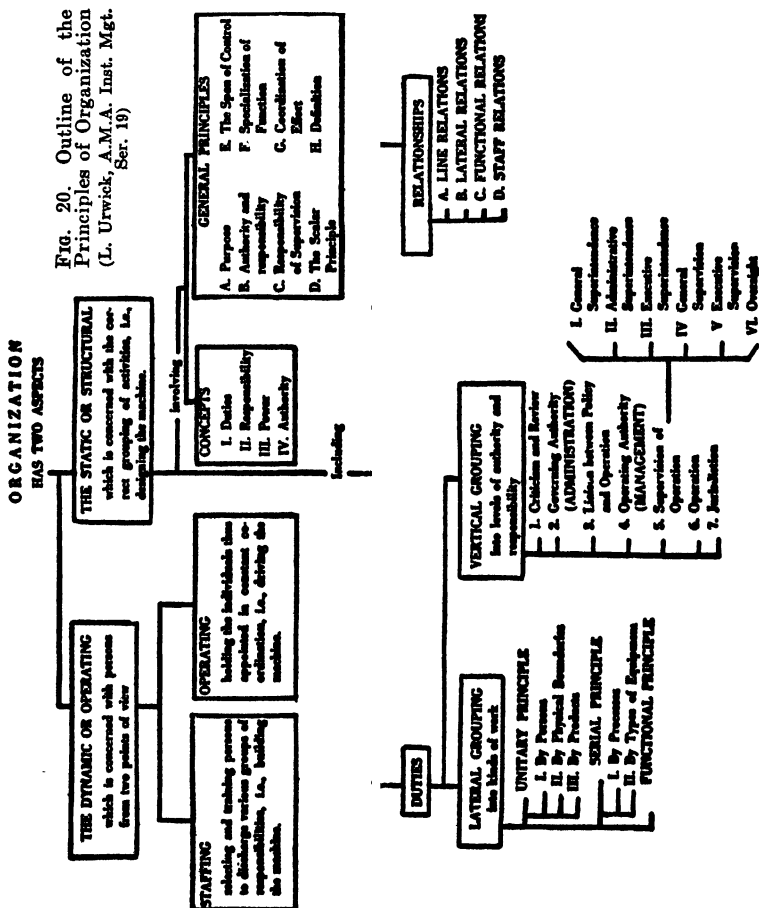 FIG. 20. Outline of the
Principles of Organization
(L. Urwick, A.M.A. Inst. Mgt.
Ser. 19)
ORGANIZATION
HAS TWO ASPECTS
THE DYNAMIC OR OPERATING
which is concerned with persons
from two points of view
STAFFING
selecting and training persons
to discharge various groups of
responsibilities, i.e., building
the machine.
OPERATING
holding the individuals thus
appointed in constant co-
ordination, i.e., driving the
machine.
THE STATIC OR STRUCTURAL
which is concerned with the cor-
rect grouping of activities, i.e.,
designing the machine.
involving
CONCEPTS
I. Duties
II. Responsibility
III. Power
IV. Authority
GENERAL PRINCIPLES
A. Purpose
B. Authority and
responsibility
C. Responsibility
of Supervision
D. The Scalar
Principle
E. The Span of Control
F. Specialization of
Function
G. Coordination of
Effort
H. Definition
Including
DUTIES
LATERAL GROUPING
into kinds of work
UNITARY PRINCIPLE
I. By Persons
II. By Physical Boundaries
III. By Products
SERIAL PRINCIPLE
I. By Processes
II. By Types of Equipment
FUNCTIONAL PRINCIPLE
VERTICAL GROUPING
into levels of authority and
responsibility
1. Criticism and Review
2. Governing Authority
(ADMINISTRATION)
3. Liaison between Policy
and Operation
4. Operating Authority
(MANAGEMENT)
5. Supervision of
Operation
6. Operation
7. Jurisdiction
I. General
Superintendence
II. Administrative
Superintendence
III. Executive
Superintendence
IV General
Supervision
V Executive
Supervision
VI. Oversight
RELATIONSHIPS
A. LINE RELATIONS
B. LATERAL RELATIONS
C. FUNCTIONAL RELATIONS
D. STAFF RELATIONS